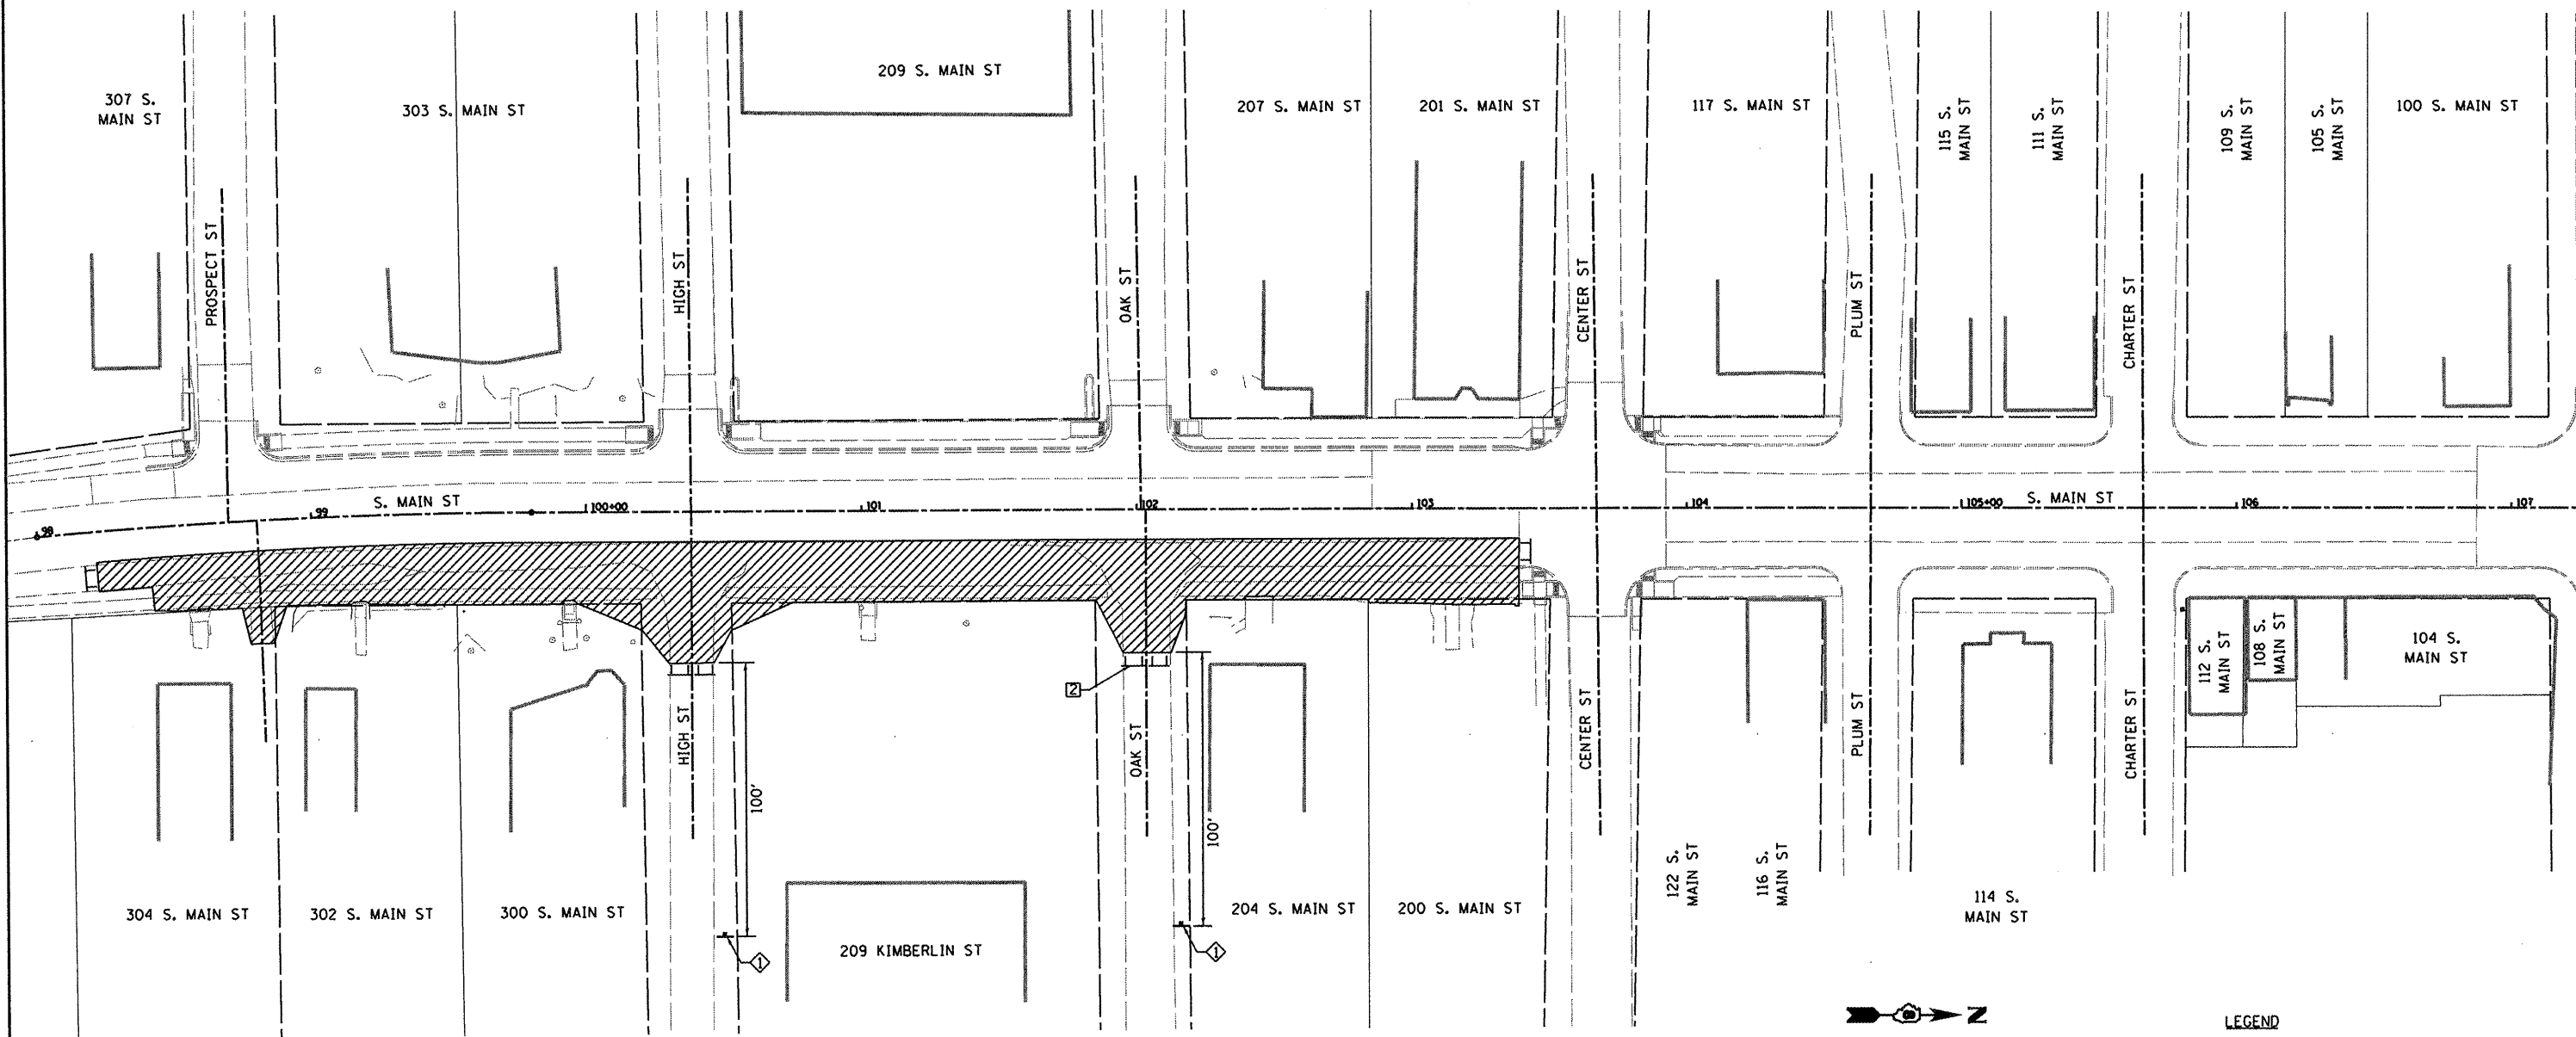 307 S.
MAIN ST
303 S. MAIN ST
209 S. MAIN ST
207 S. MAIN ST
201 S. MAIN ST
117 S. MAIN ST
115 S.
MAIN ST
111 S.
MAIN ST
109 S.
MAIN ST
105 S.
MAIN ST
100 S. MAIN ST
PROSPECT ST
HIGH ST
OAK ST
CENTER ST
PLUM ST
CHARTER ST
98
99
S. MAIN ST
100+00
101
102
103
104
105+00
S. MAIN ST
106
107
2
HIGH ST
100'
OAK ST
100'
CENTER ST
PLUM ST
CHARTER ST
112 S.
MAIN ST
108 S.
MAIN ST
104 S.
MAIN ST
304 S. MAIN ST
302 S. MAIN ST
300 S. MAIN ST
209 KIMBERLIN ST
1
204 S. MAIN ST
1
200 S. MAIN ST
122 S.
MAIN ST
116 S.
MAIN ST
114 S.
MAIN ST
N
LEGEND